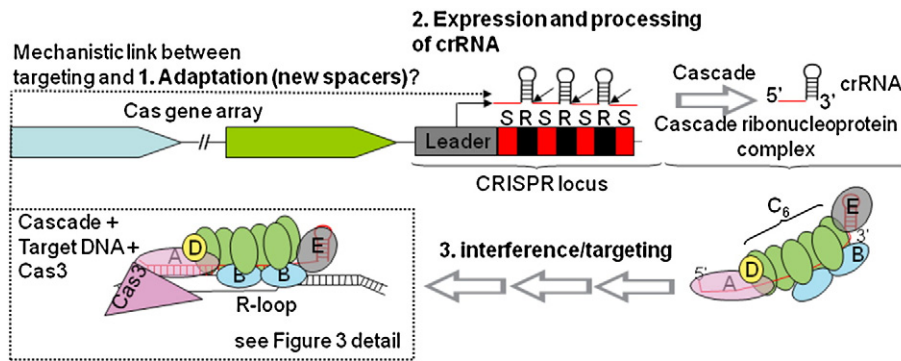 2. Expression and processing
of crRNA
Mechanistic link between
targeting and 1. Adaptation (new spacers)?
Cas gene array
//
Leader
S R S R S R S
CRISPR locus
Cascade
5' 3' crRNA
Cascade ribonucleoprotein
complex
Cascade +
Target DNA +
Cas3
A D E
B B
Cas3
R-loop
see Figure 3 detail
3. interference/targeting
C6
E
3'
B
D
5'
A